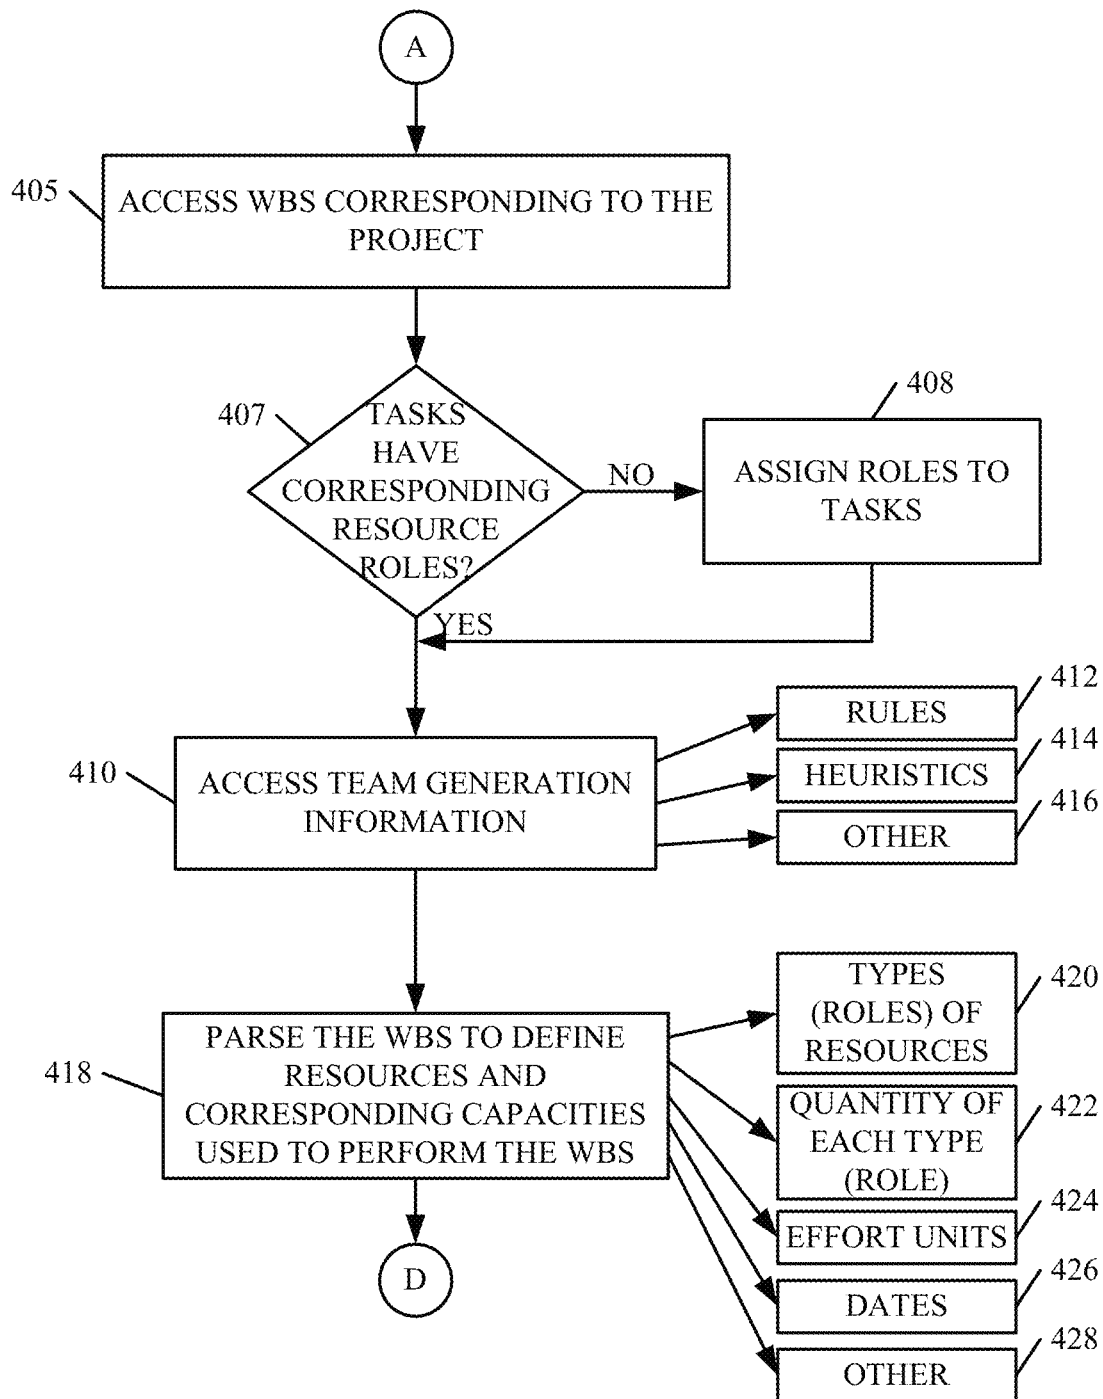 A
405
ACCESS WBS CORRESPONDING TO THE
PROJECT
407
TASKS
HAVE
CORRESPONDING
RESOURCE
ROLES?
NO
408
ASSIGN ROLES TO
TASKS
YES
410
ACCESS TEAM GENERATION
INFORMATION
RULES
412
HEURISTICS
414
OTHER
416
418
PARSE THE WBS TO DEFINE
RESOURCES AND
CORRESPONDING CAPACITIES
USED TO PERFORM THE WBS
TYPES
(ROLES) OF
RESOURCES
420
QUANTITY OF
EACH TYPE
(ROLE)
422
EFFORT UNITS
424
DATES
426
OTHER
428
D